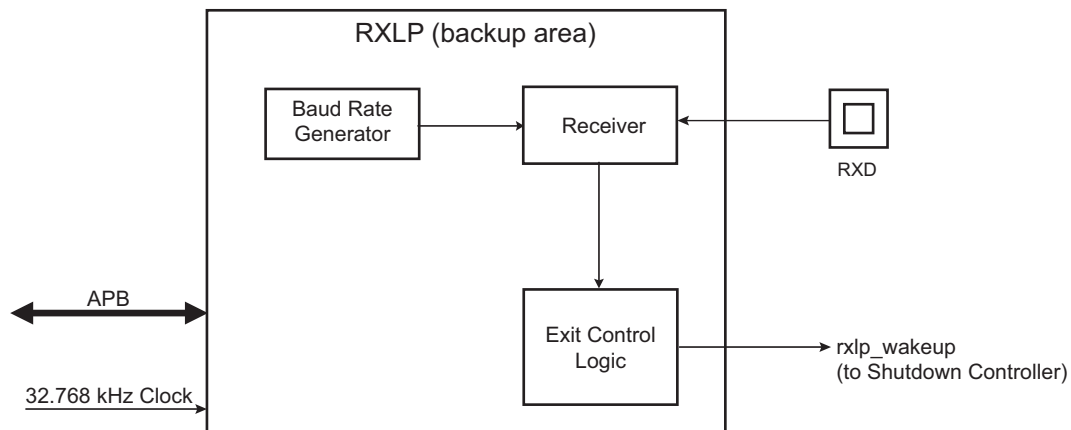 RXLP (backup area)
Baud Rate
Generator
Receiver
RXD
APB
Exit Control
Logic
rxlp_wakeup
(to Shutdown Controller)
32.768 kHz Clock